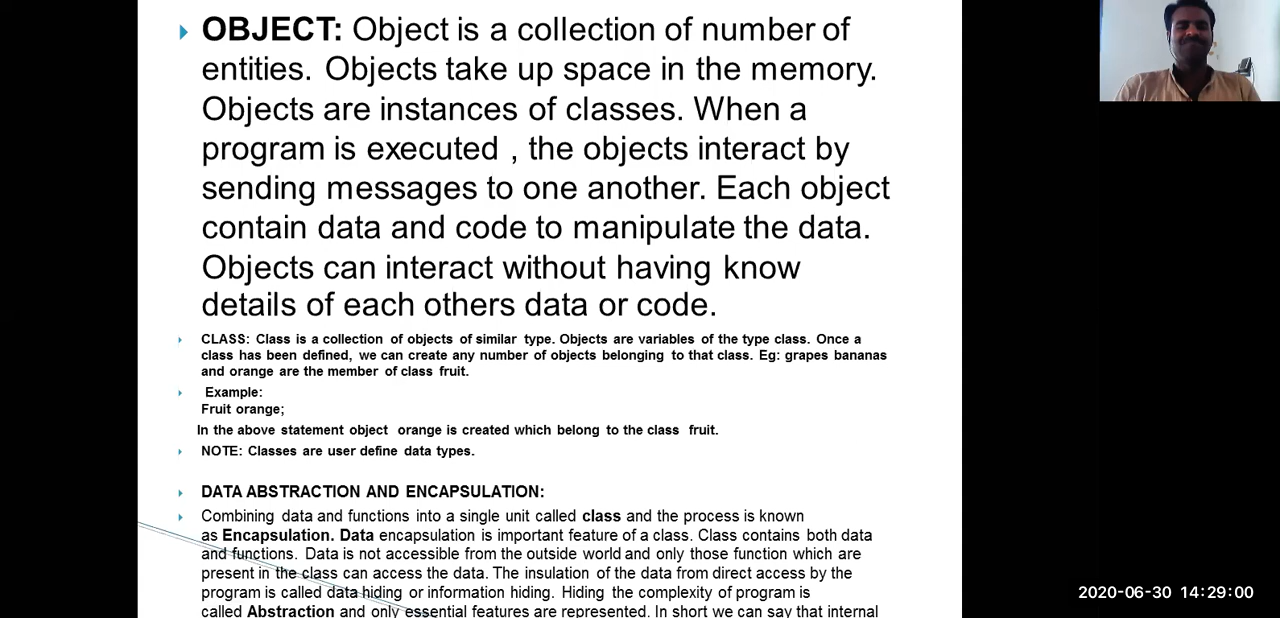 OBJECT: Object is a collection of number of
entities. Objects take up space in the memory.
Objects are instances of classes. When a
program is executed , the objects interact by
sending messages to one another. Each object
contain data and code to manipulate the data.
Objects can interact without having know
details of each others data or code.
CLASS: Class is a collection of objects of similar type. Objects are variables of the type class. Once a
class has been defined, we can create any number of objects belonging to that class. Eg: grapes bananas
and orange are the member of class fruit.
Example:
Fruit orange;
In the above statement object orange is created which belong to the class fruit.
NOTE: Classes are user define data types.
DATA ABSTRACTION AND ENCAPSULATION:
Combining data and functions into a single unit called class and the process is known
as Encapsulation. Data encapsulation is important feature of a class. Class contains both data
and functions. Data is not accessible from the outside world and only those function which are
present in the class can access the data. The insulation of the data from direct access by the
program is called data hiding or information hiding. Hiding the complexity of program is
called Abstraction and only essential features are represented. In short we can say that internal
2020-06-30 14:29:00